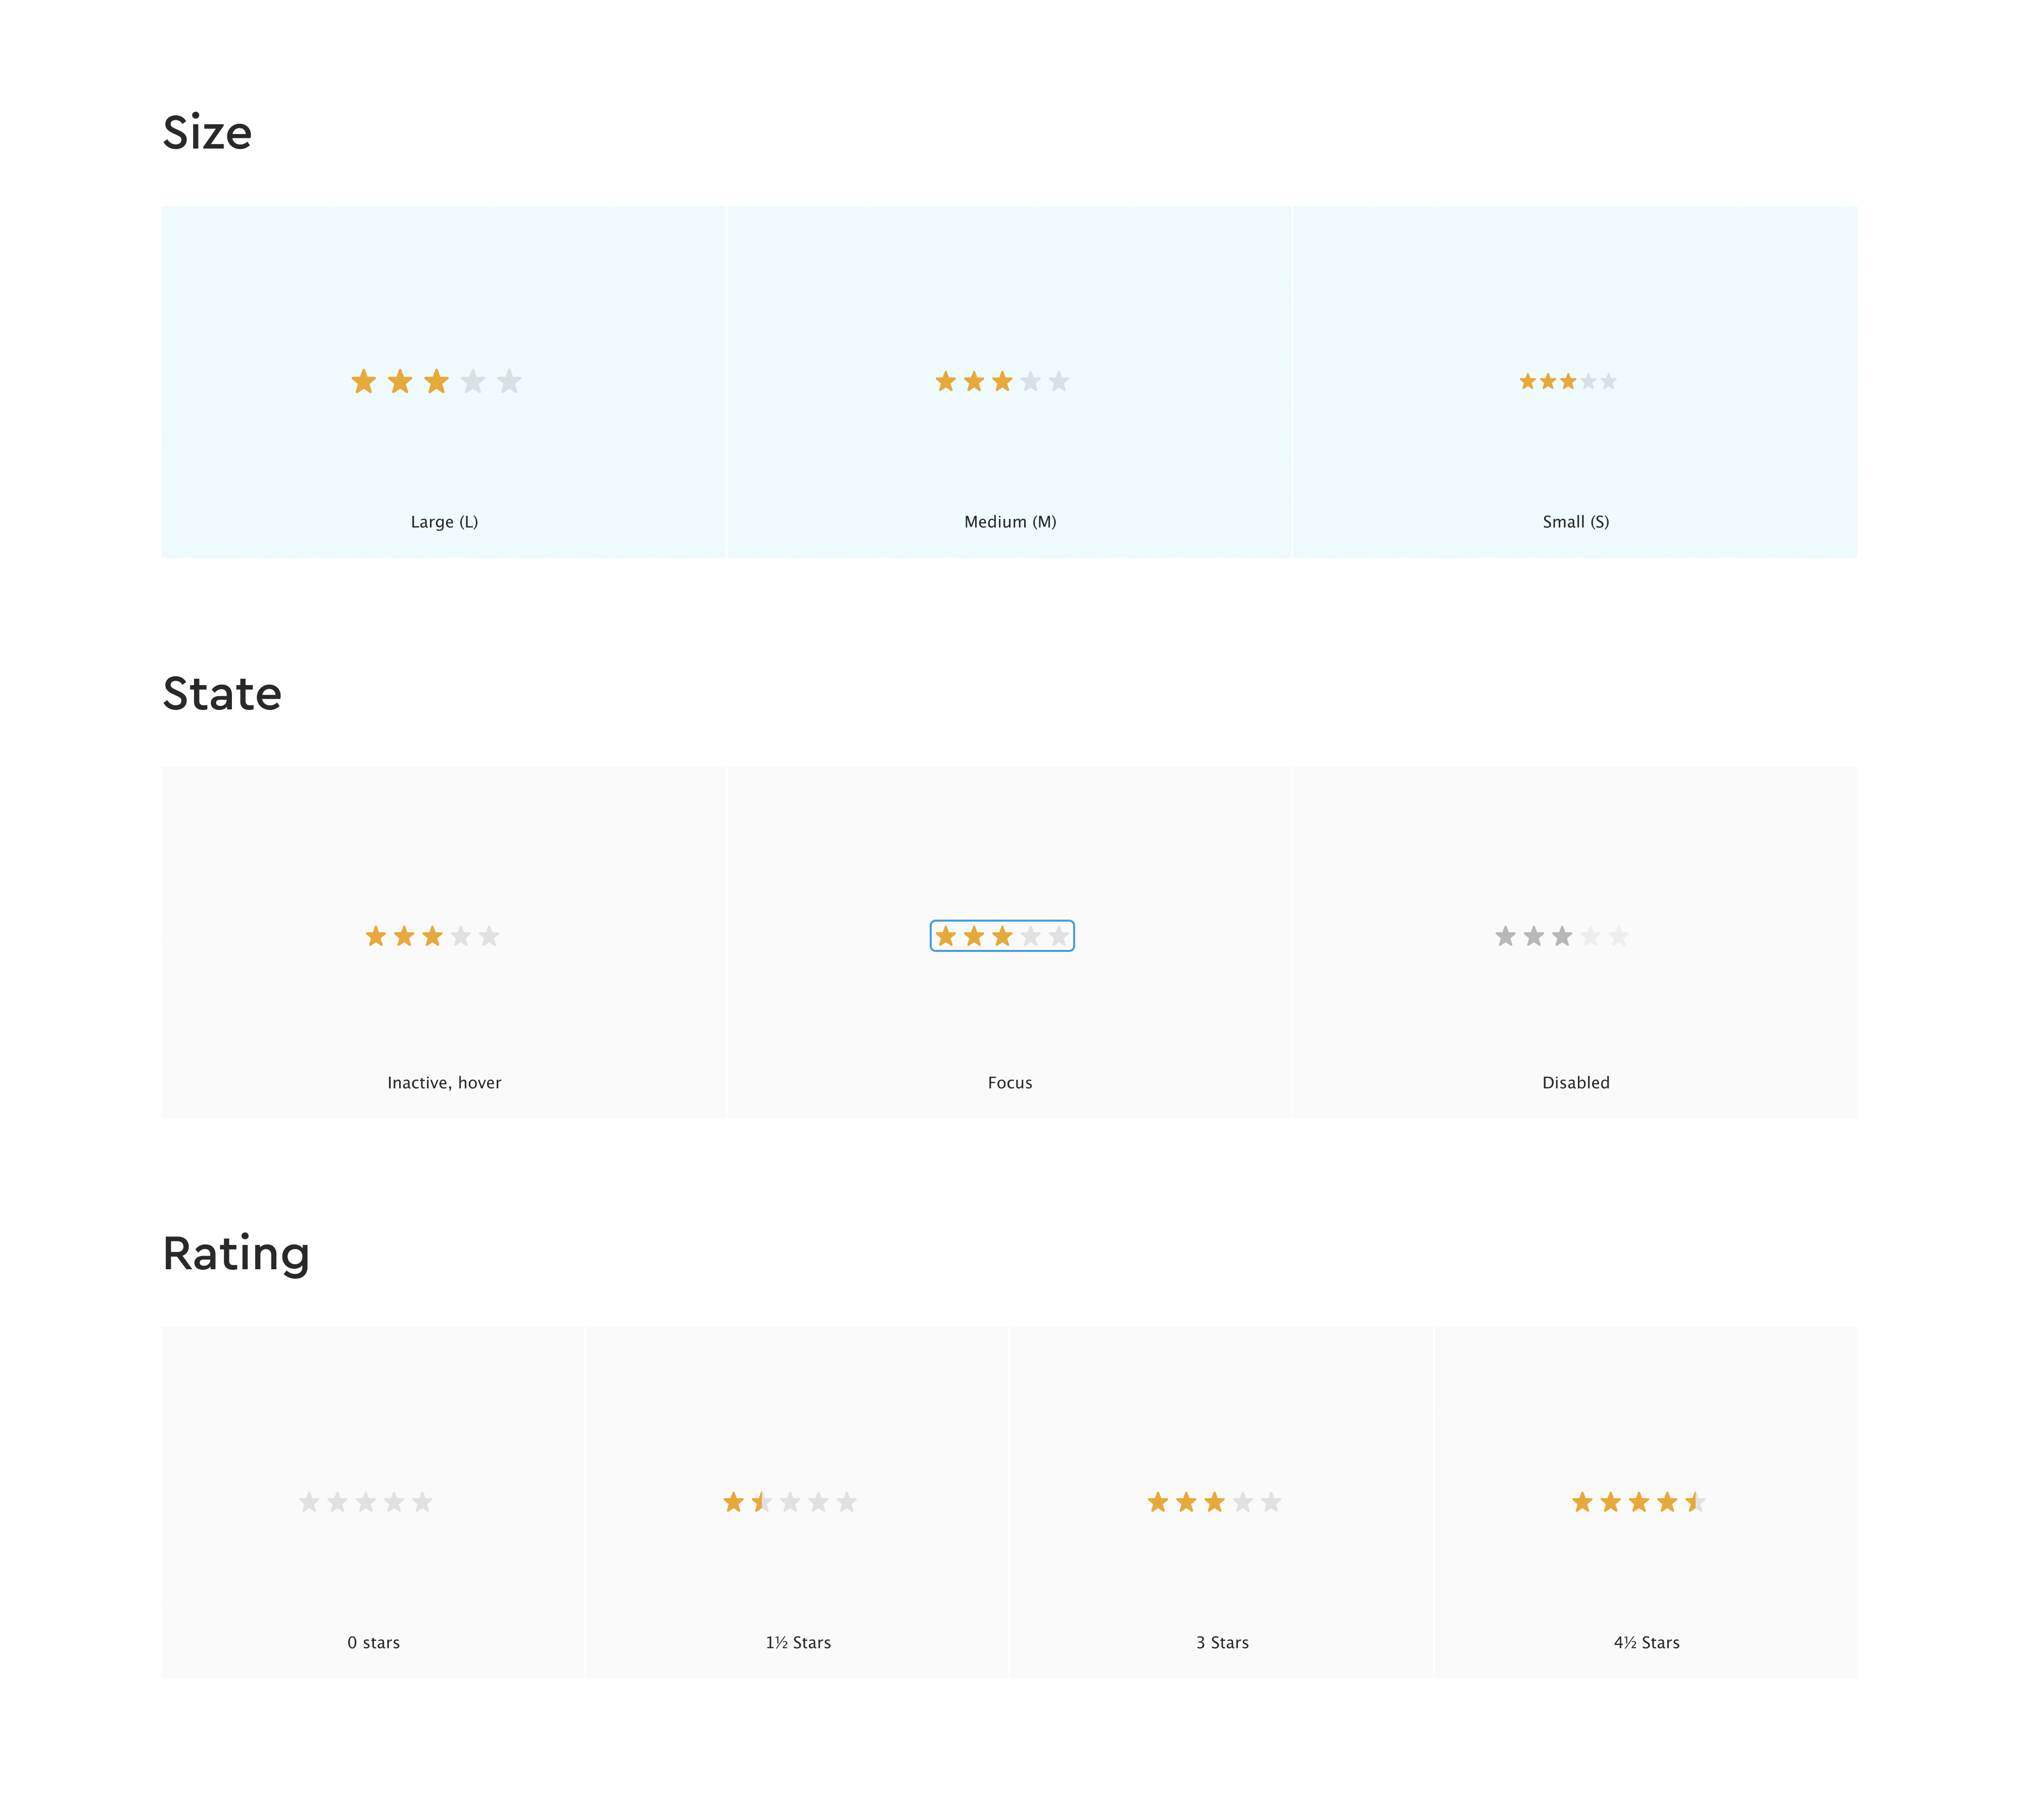 Size
Large (L)
Medium (M)
Small (S)
State
Inactive, hover
Focus
Disabled
Rating
0 stars
1½ Stars
3 Stars
4½ Stars